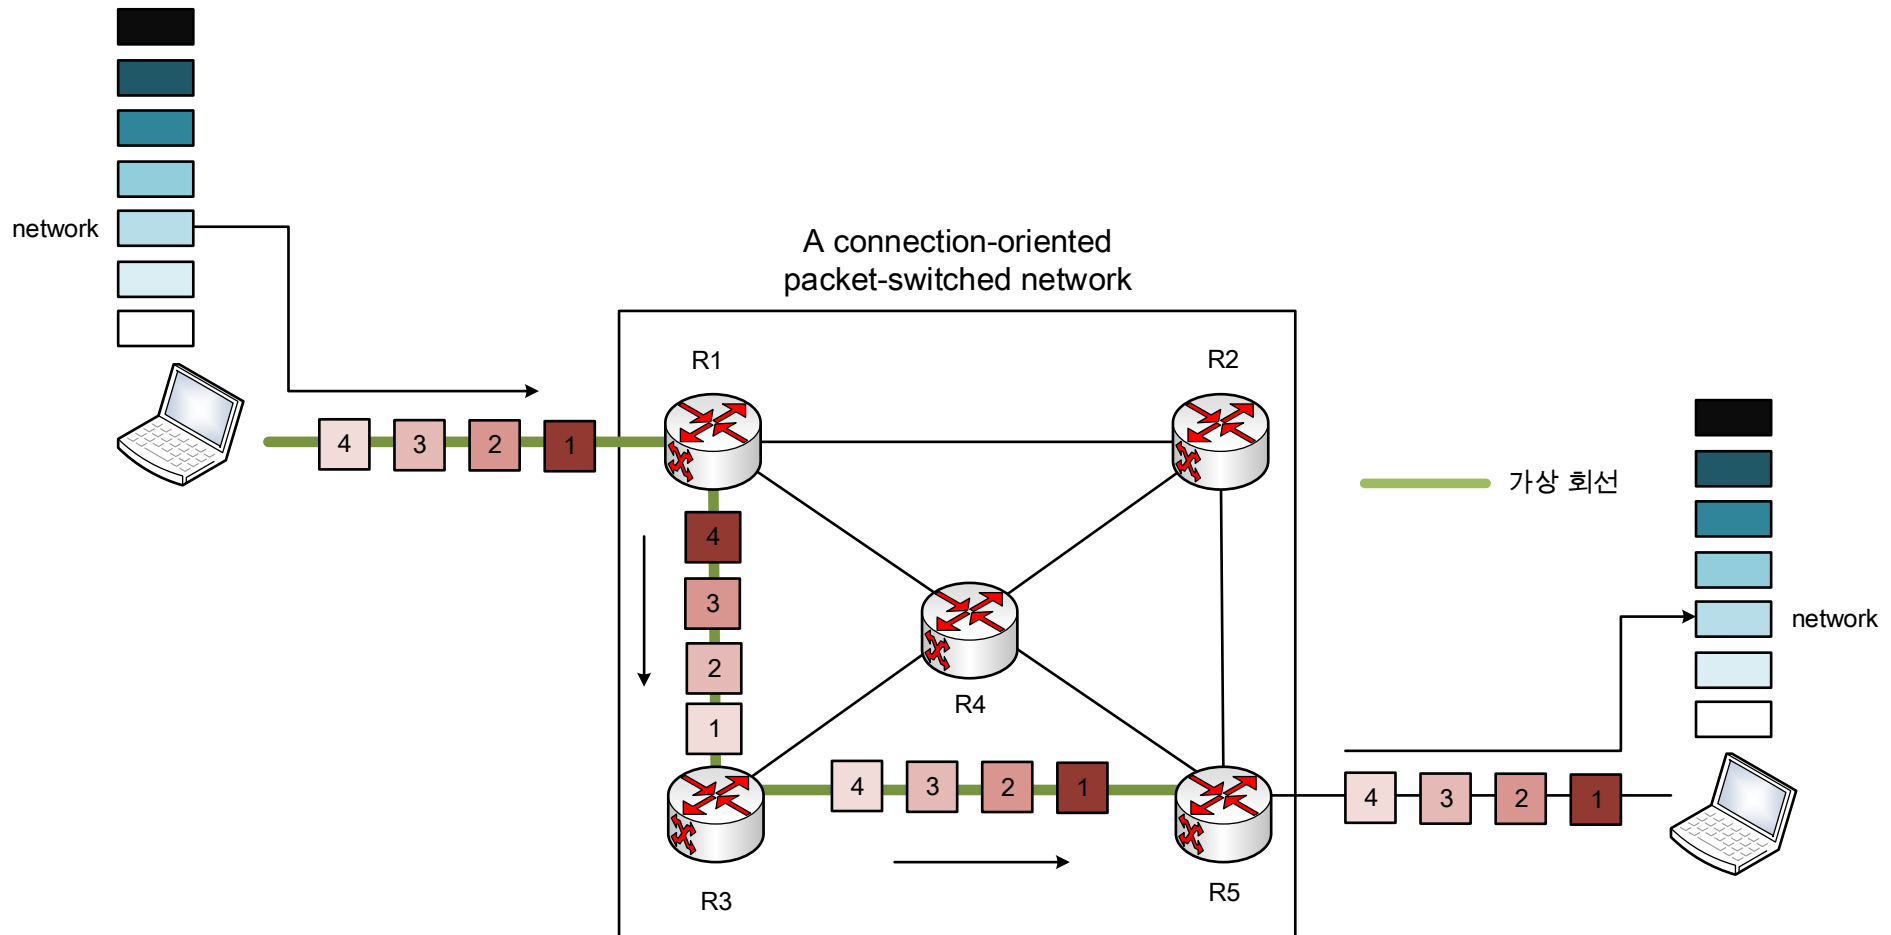 network
A connection-oriented
packet-switched network
R1
R2
4 3 2 1
가상 회선
4
3
2
1
R4
network
4 3 2 1
4 3 2 1
R3
R5